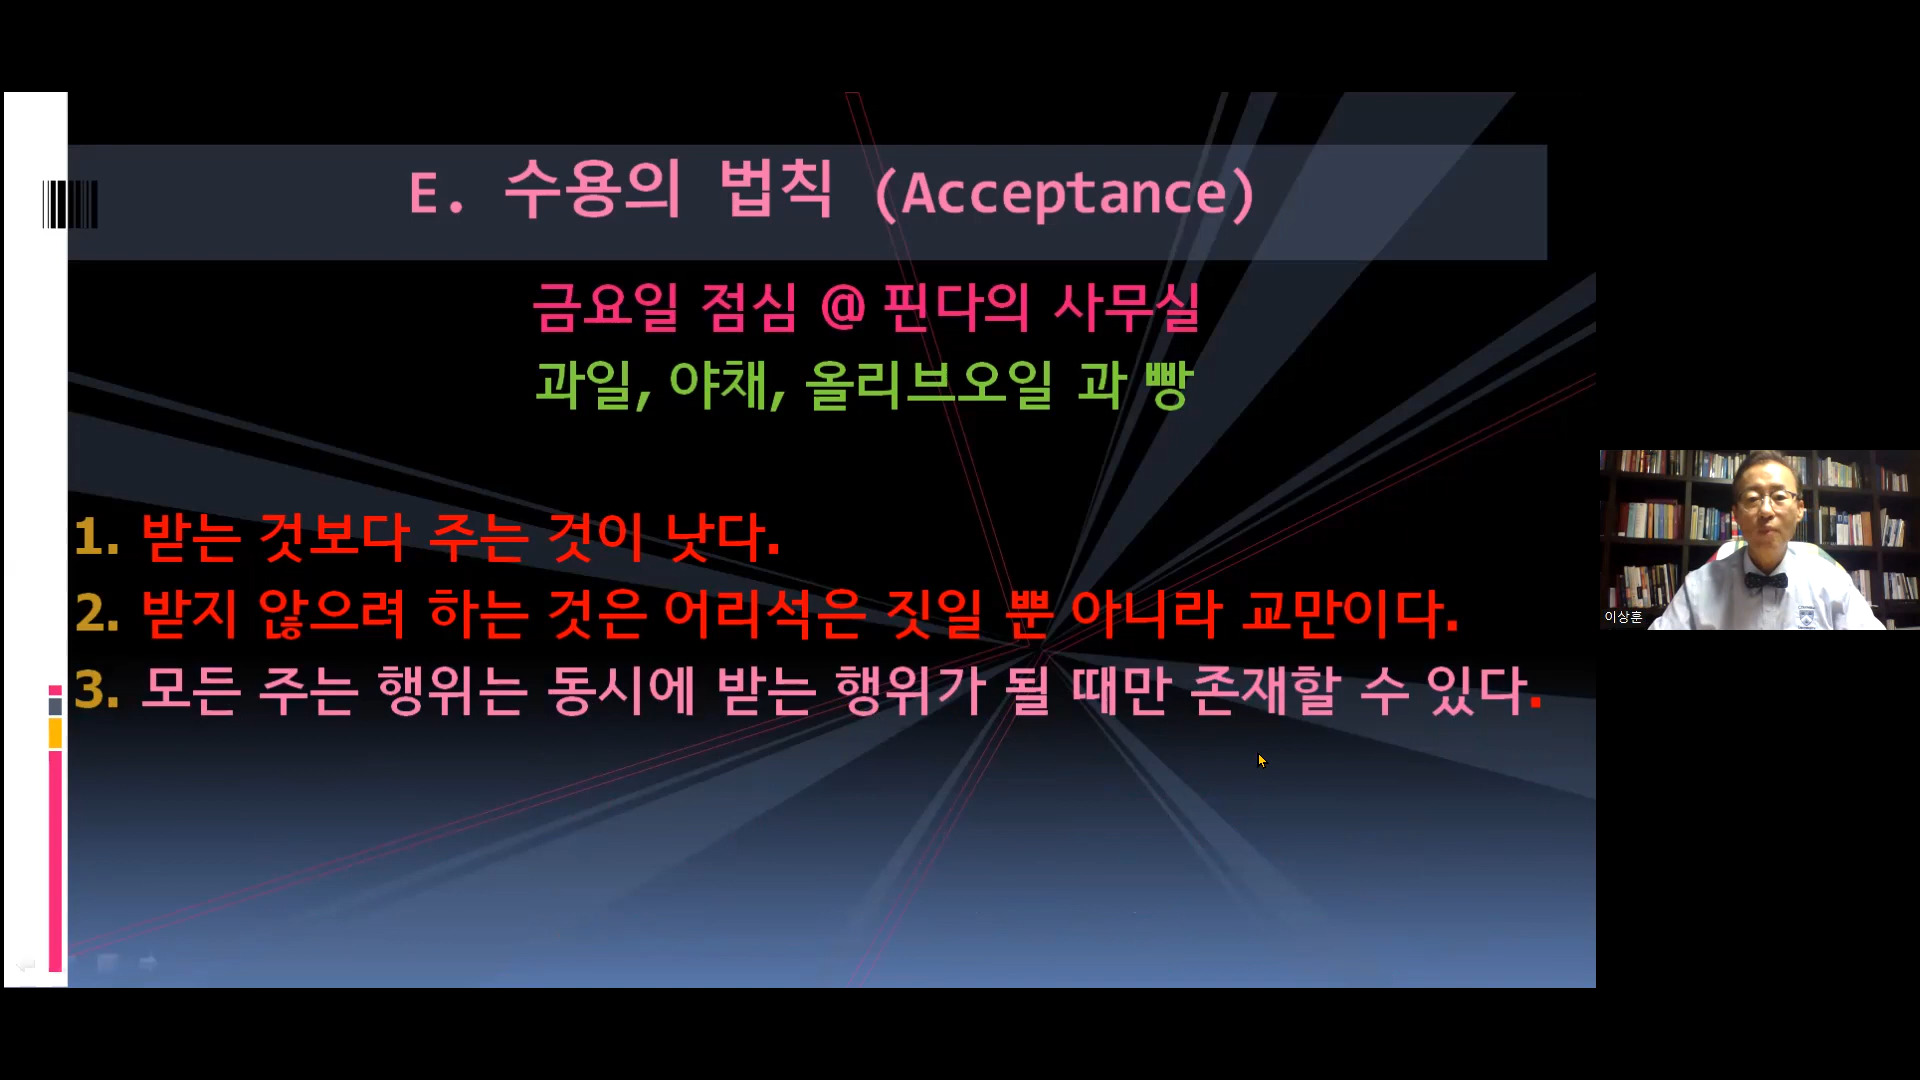 E. 수용의 법칙 (Acceptance)
금요일 점심 @ 핀다의 사무실
과일, 야채, 올리브오일 과 빵
1. 받는 것보다 주는 것이 낫다.
2. 받지 않으려 하는 것은 어리석은 짓일 뿐 아니라 교만이다.
3. 모든 주는 행위는 동시에 받는 행위가 될 때만 존재할 수 있다.
이상훈